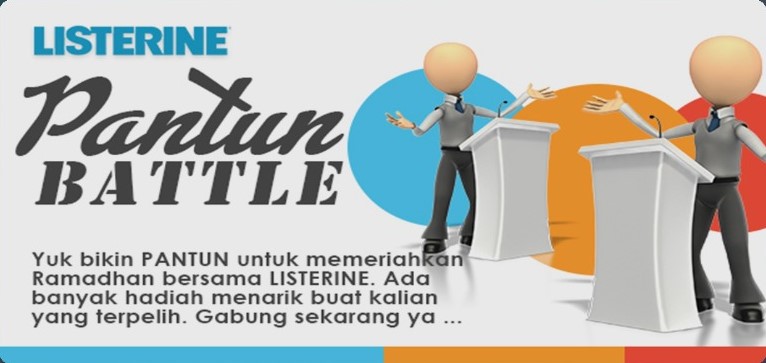 LISTERINE
Pantun
BATTLE
Yuk bikin PANTUN untuk memeriahkan
Ramadhan bersama LISTERINE. Ada
banyak hadiah menarik buat kalian
yang terpelih. Gabung sekarang ya ...